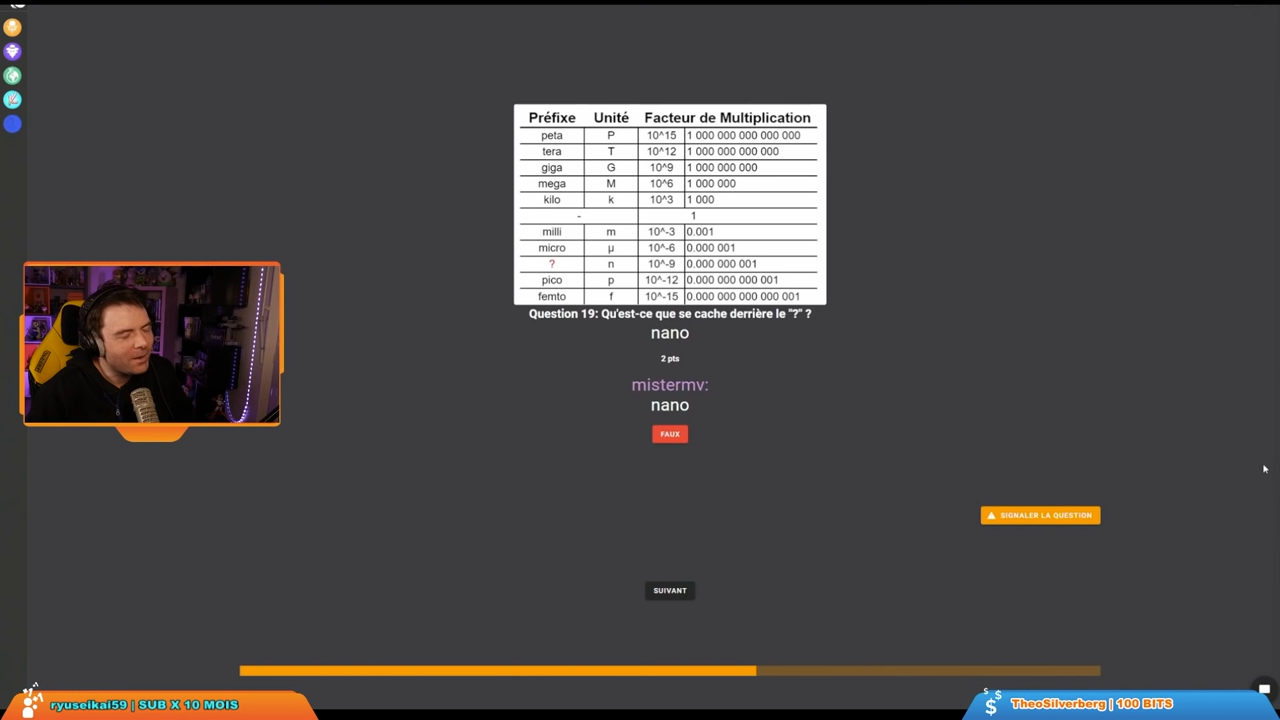 Préfixe Unité Facteur de Multiplication
peta P 10^15 1 000 000 000 000 000
tera T 10^12 1 000 000 000 000
giga G 10^9 1 000 000 000
mega M 10^6 1 000 000
kilo k 10^3 1 000
- 1
milli m 10^-3 0.001
micro µ 10^-6 0.000 001
? n 10^-9 0.000 000 001
pico p 10^-12 0.000 000 000 001
femto f 10^-15 0.000 000 000 000 001
Question 19: Qu'est-ce que se cache derrière le "?" ?
nano
2 pts
mistermv:
nano
FAUX
SIGNALER LA QUESTION
SUIVANT
ryuseikai59 | SUB X 10 MOIS
TheoSilverberg | 100 BITS